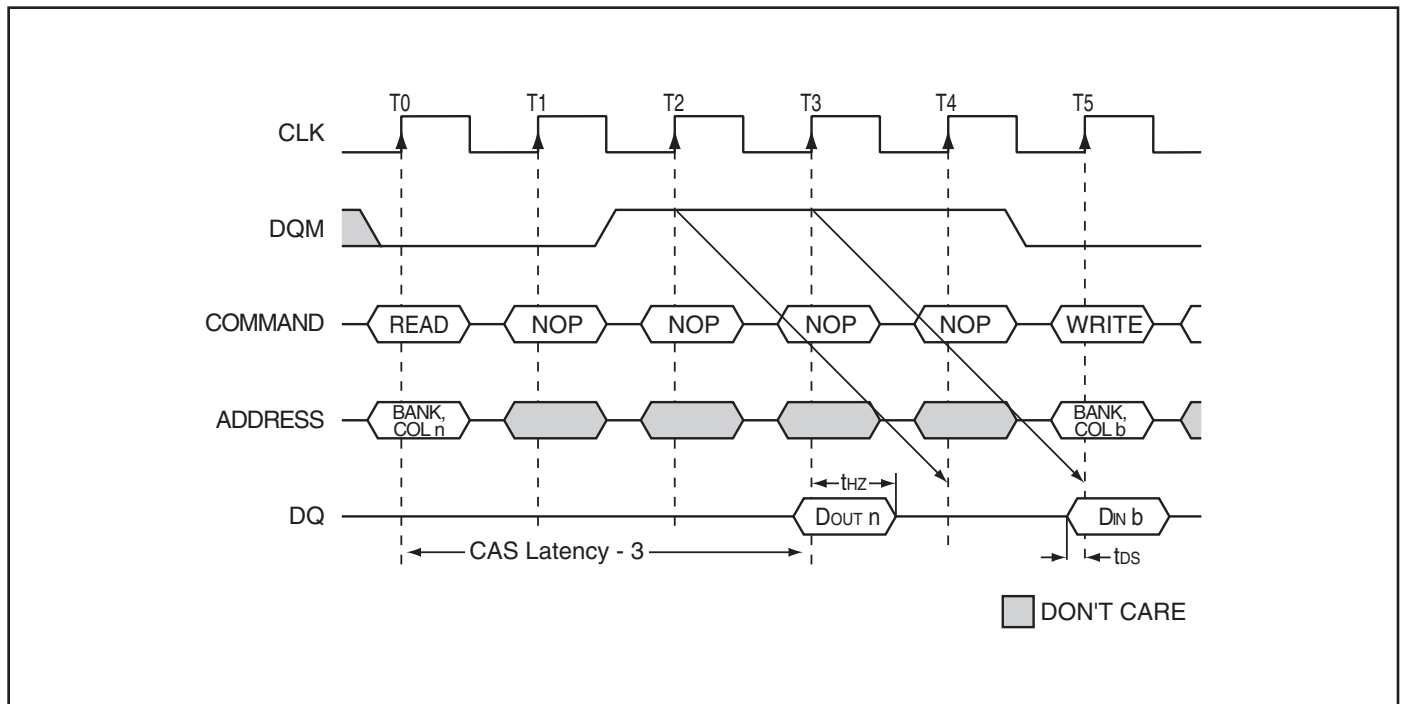 T0 T1 T2 T3 T4 T5
CLK
DQM
COMMAND READ NOP NOP NOP NOP WRITE
ADDRESS BANK, COL n BANK, COL b
tHZ
DQ DOUT n DIN b
CAS Latency - 3 tDS
DON'T CARE